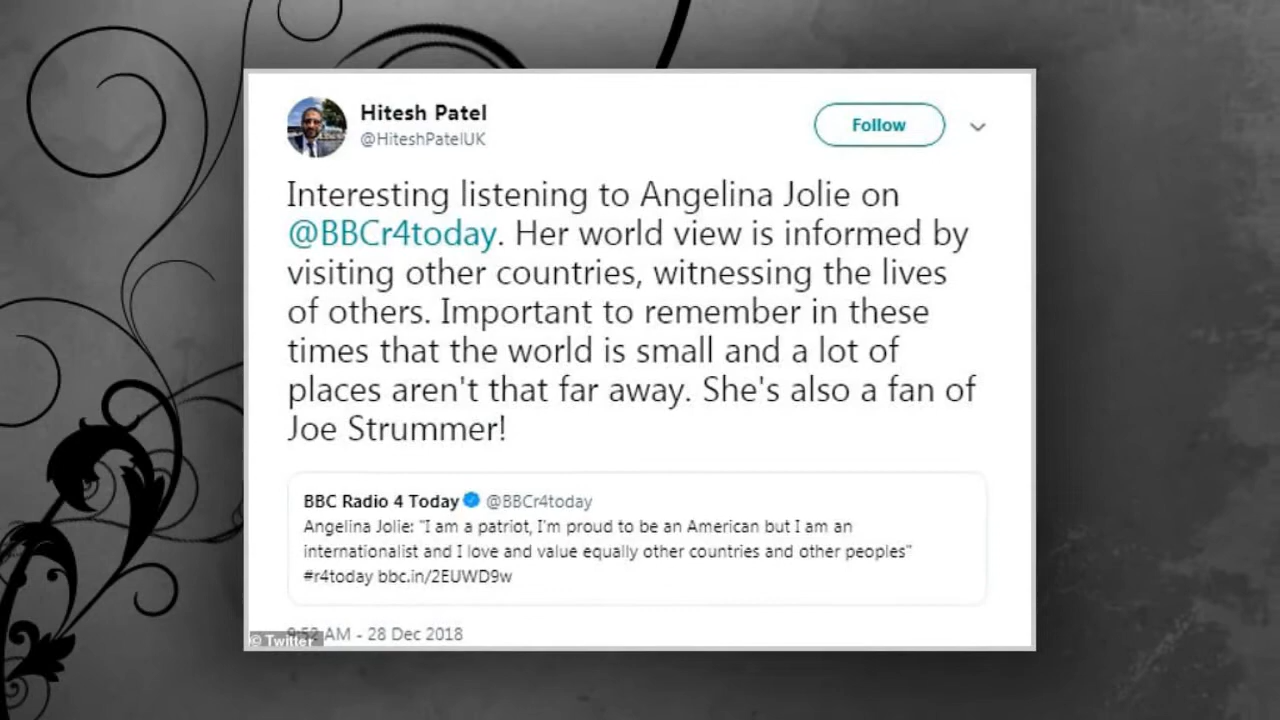 Hitesh Patel
@HiteshPatelUK
Follow
Interesting listening to Angelina Jolie on
@BBCr4today. Her world view is informed by
visiting other countries, witnessing the lives
of others. Important to remember in these
times that the world is small and a lot of
places aren't that far away. She's also a fan of
Joe Strummer!
BBC Radio 4 Today @BBCr4today
Angelina Jolie: "I am a patriot, I'm proud to be an American but I am an
internationalist and I love and value equally other countries and other peoples"
#r4today bbc.in/2EUWD9w
9:52 AM - 28 Dec 2018
© Twitter